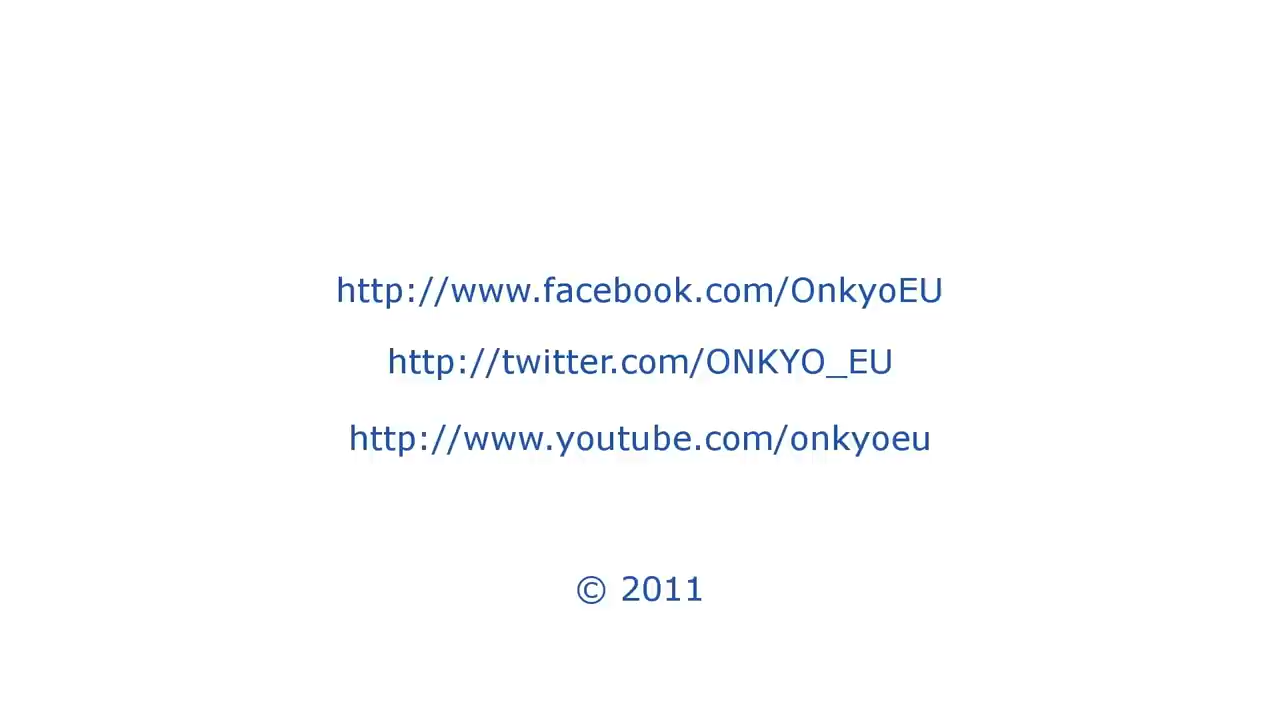 http://www.facebook.com/OnkyoEU
http://twitter.com/ONKYO_EU
http://www.youtube.com/onkyoeu
© 2011